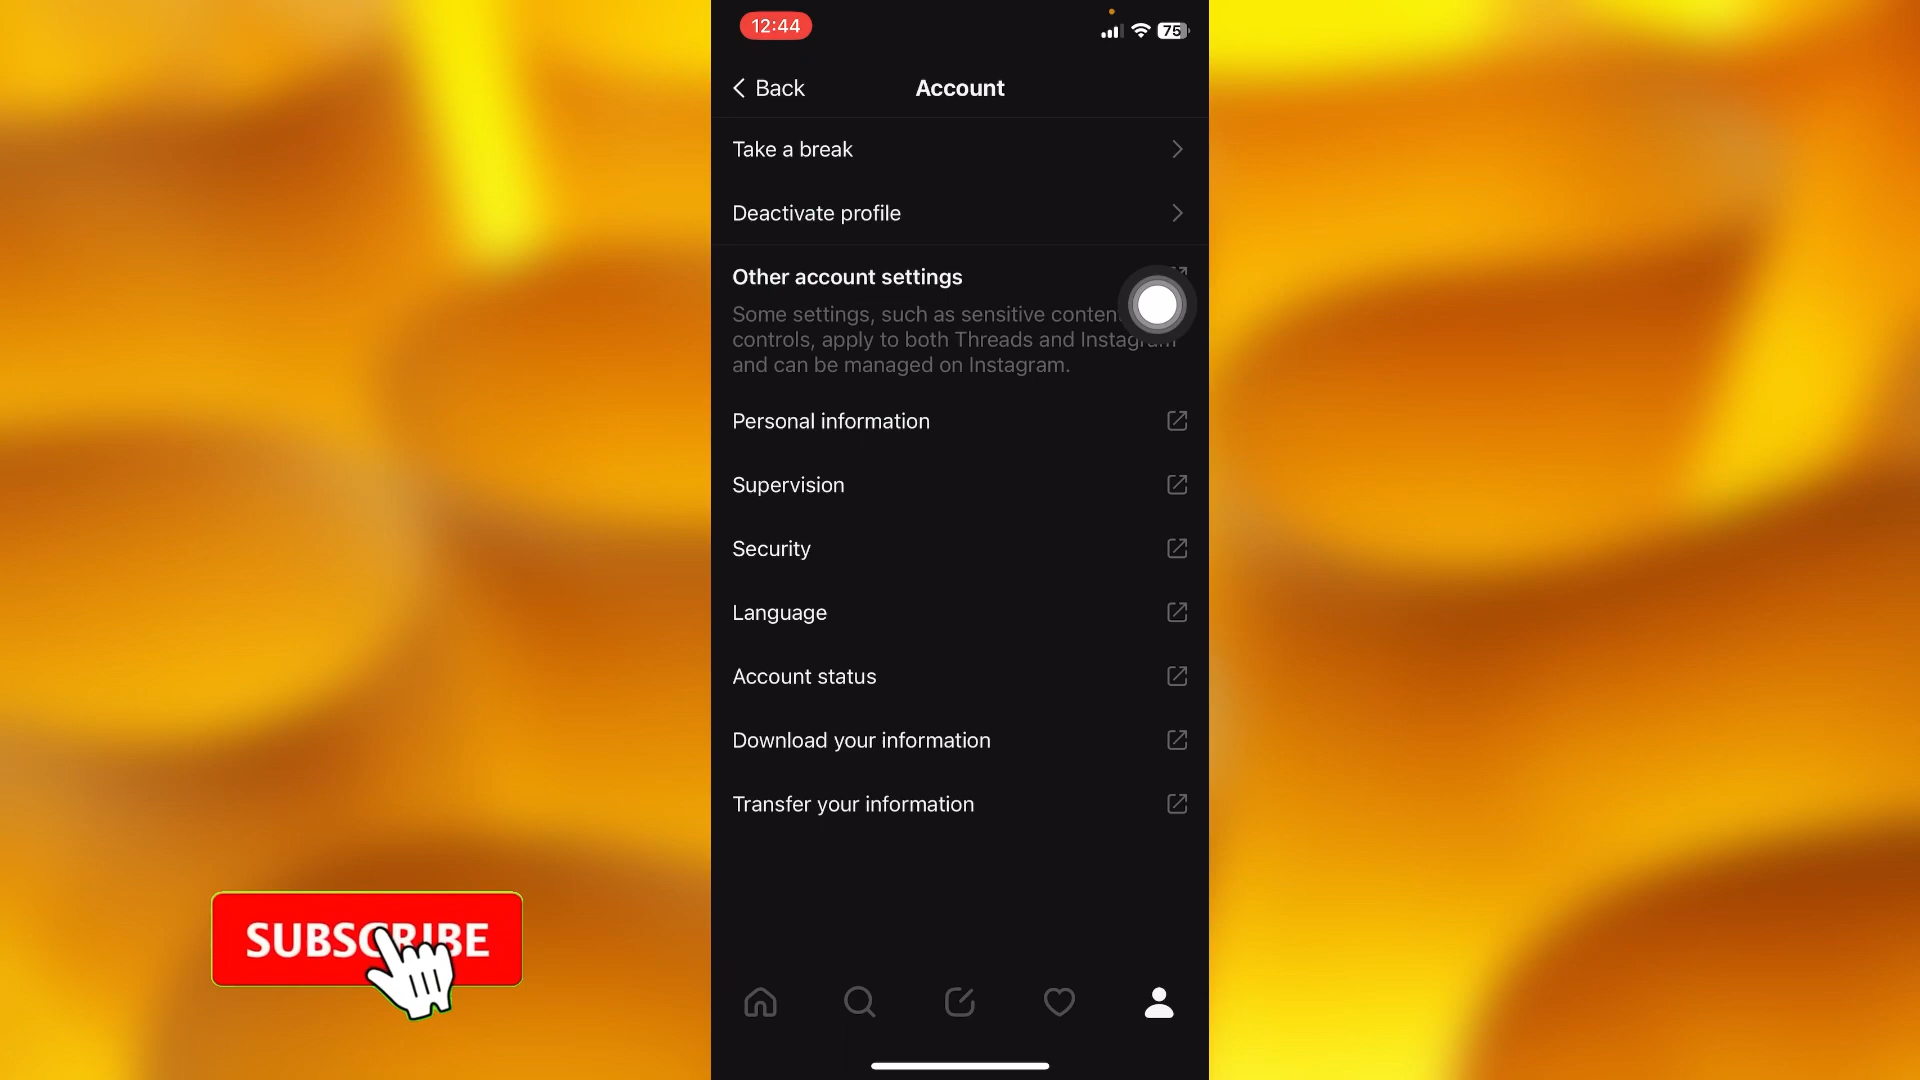 12:44
75
Back
Account
Take a break
Deactivate profile
Other account settings
Some settings, such as sensitive conten
controls, apply to both Threads and Instagram
and can be managed on Instagram.
Personal information
Supervision
Security
Language
Account status
Download your information
Transfer your information
SUBSCRIBE